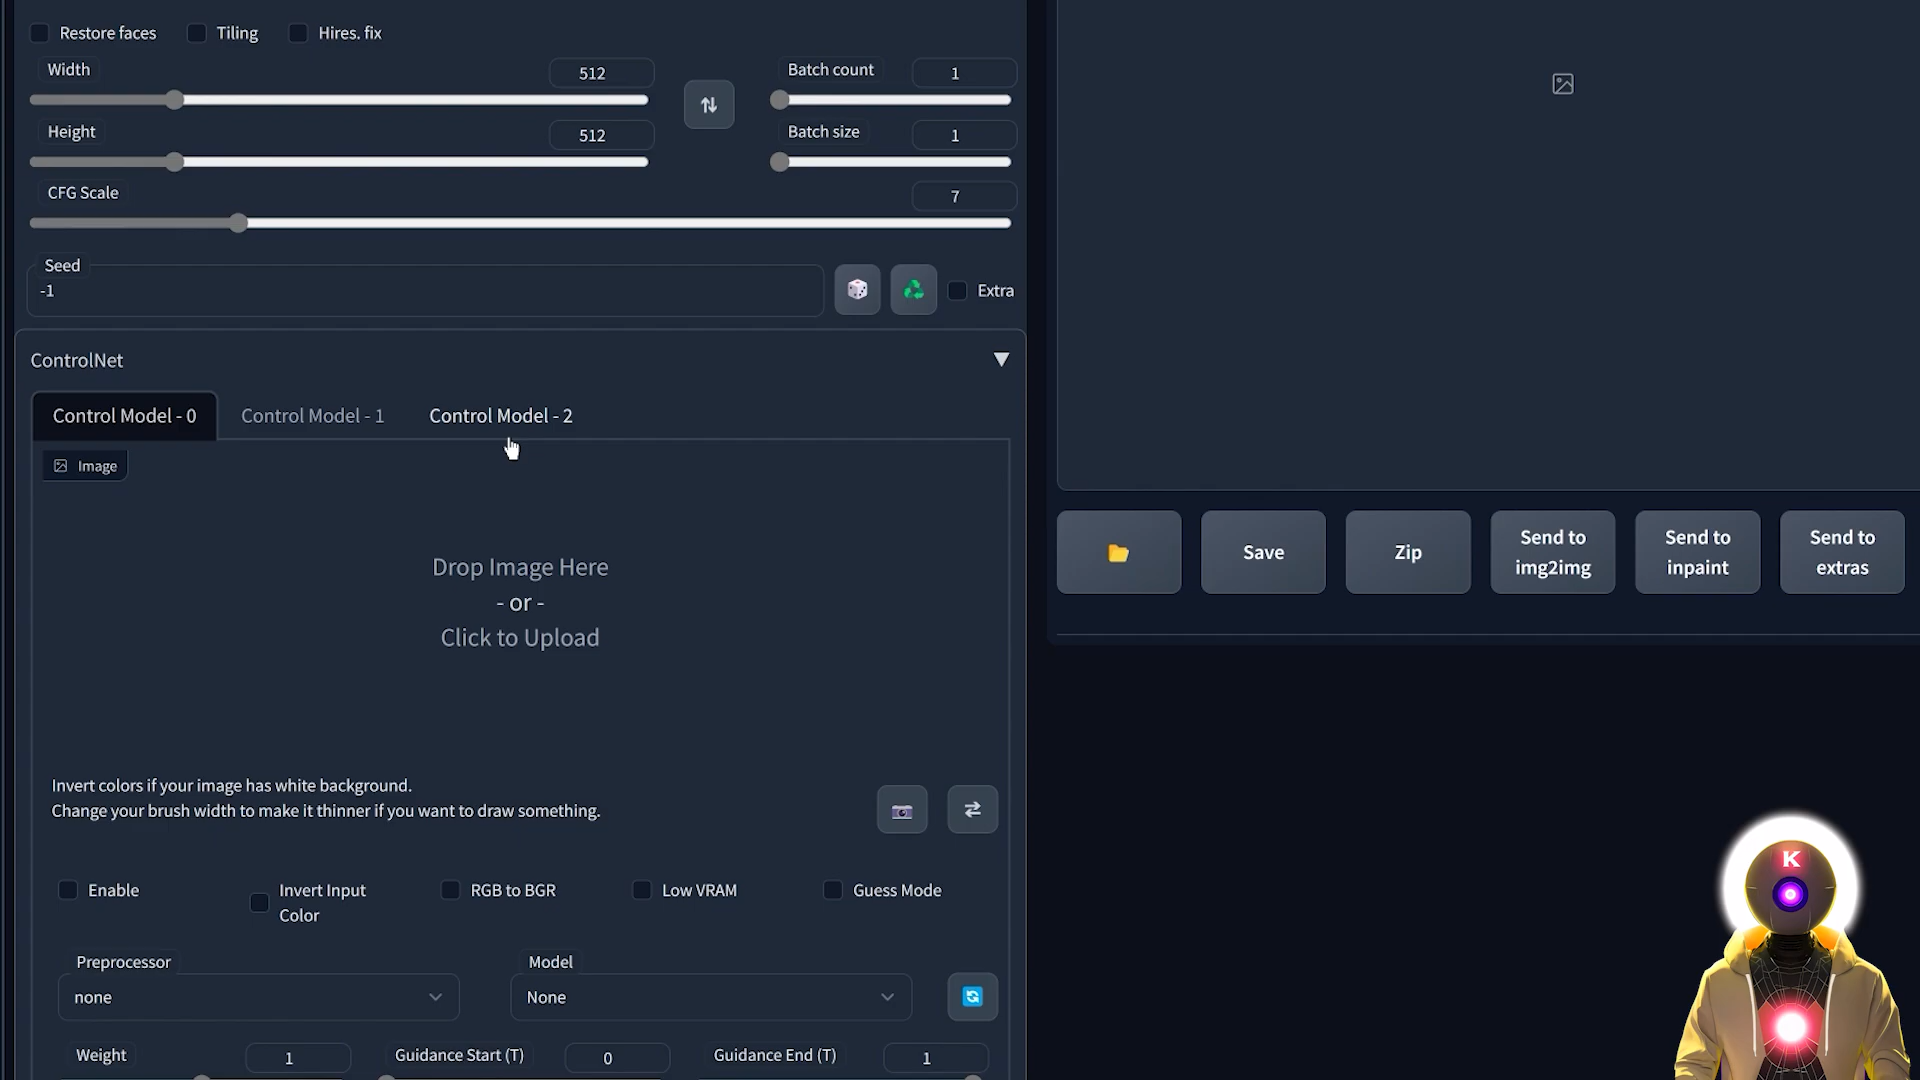 Restore faces
Tiling
Hires. fix
Width
512
Batch count
1
Height
512
Batch size
1
CFG Scale
7
Seed
-1
Extra
ControlNet
Control Model - 0
Control Model - 1
Control Model - 2
Image
Drop Image Here
- or -
Click to Upload
Invert colors if your image has white background.
Change your brush width to make it thinner if you want to draw something.
Enable
Invert Input
Color
RGB to BGR
Low VRAM
Guess Mode
Preprocessor
none
Model
None
Weight
1
Guidance Start (T)
0
Guidance End (T)
1
Save
Zip
Send to
img2img
Send to
inpaint
Send to
extras
K